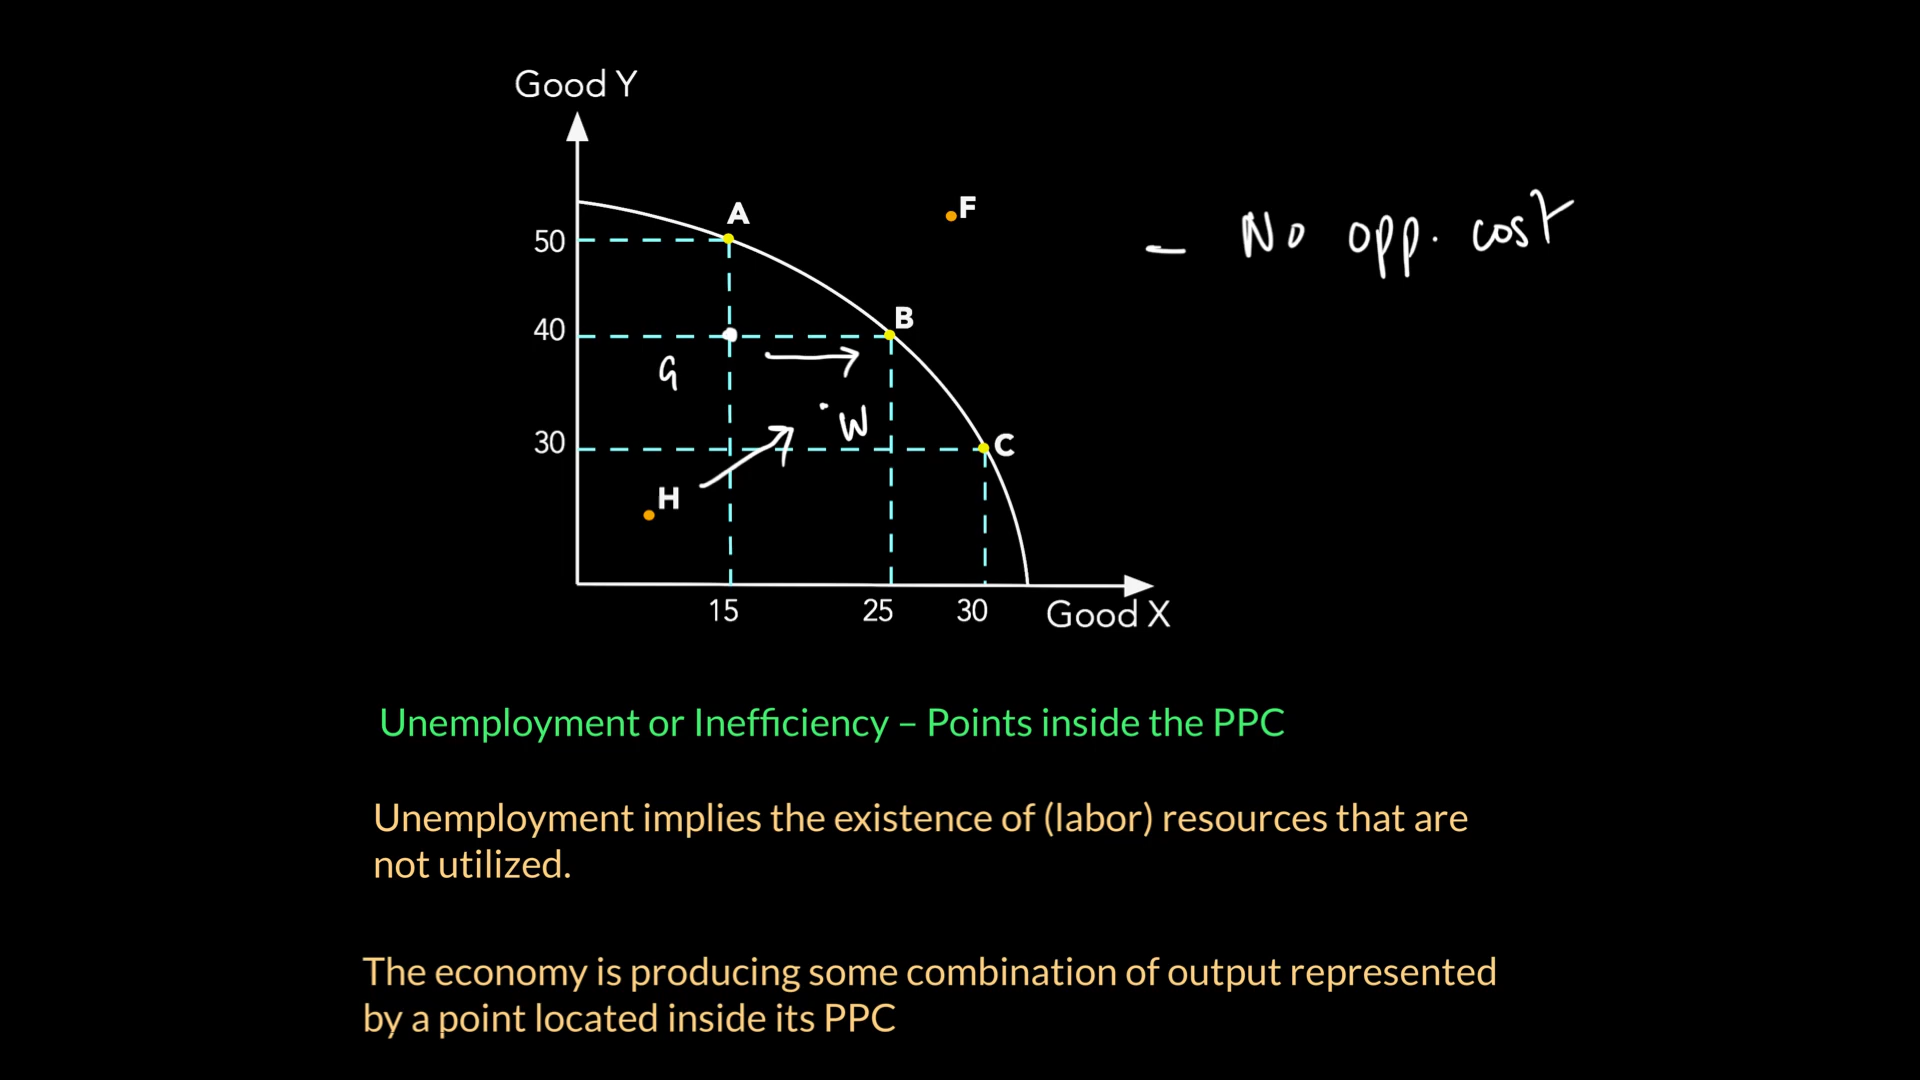 Good Y
A
F
50
- No opp. cost
B
40
G
W
30
C
H
15
25
30
Good X
Unemployment or Inefficiency – Points inside the PPC
Unemployment implies the existence of (labor) resources that are
not utilized.
The economy is producing some combination of output represented
by a point located inside its PPC